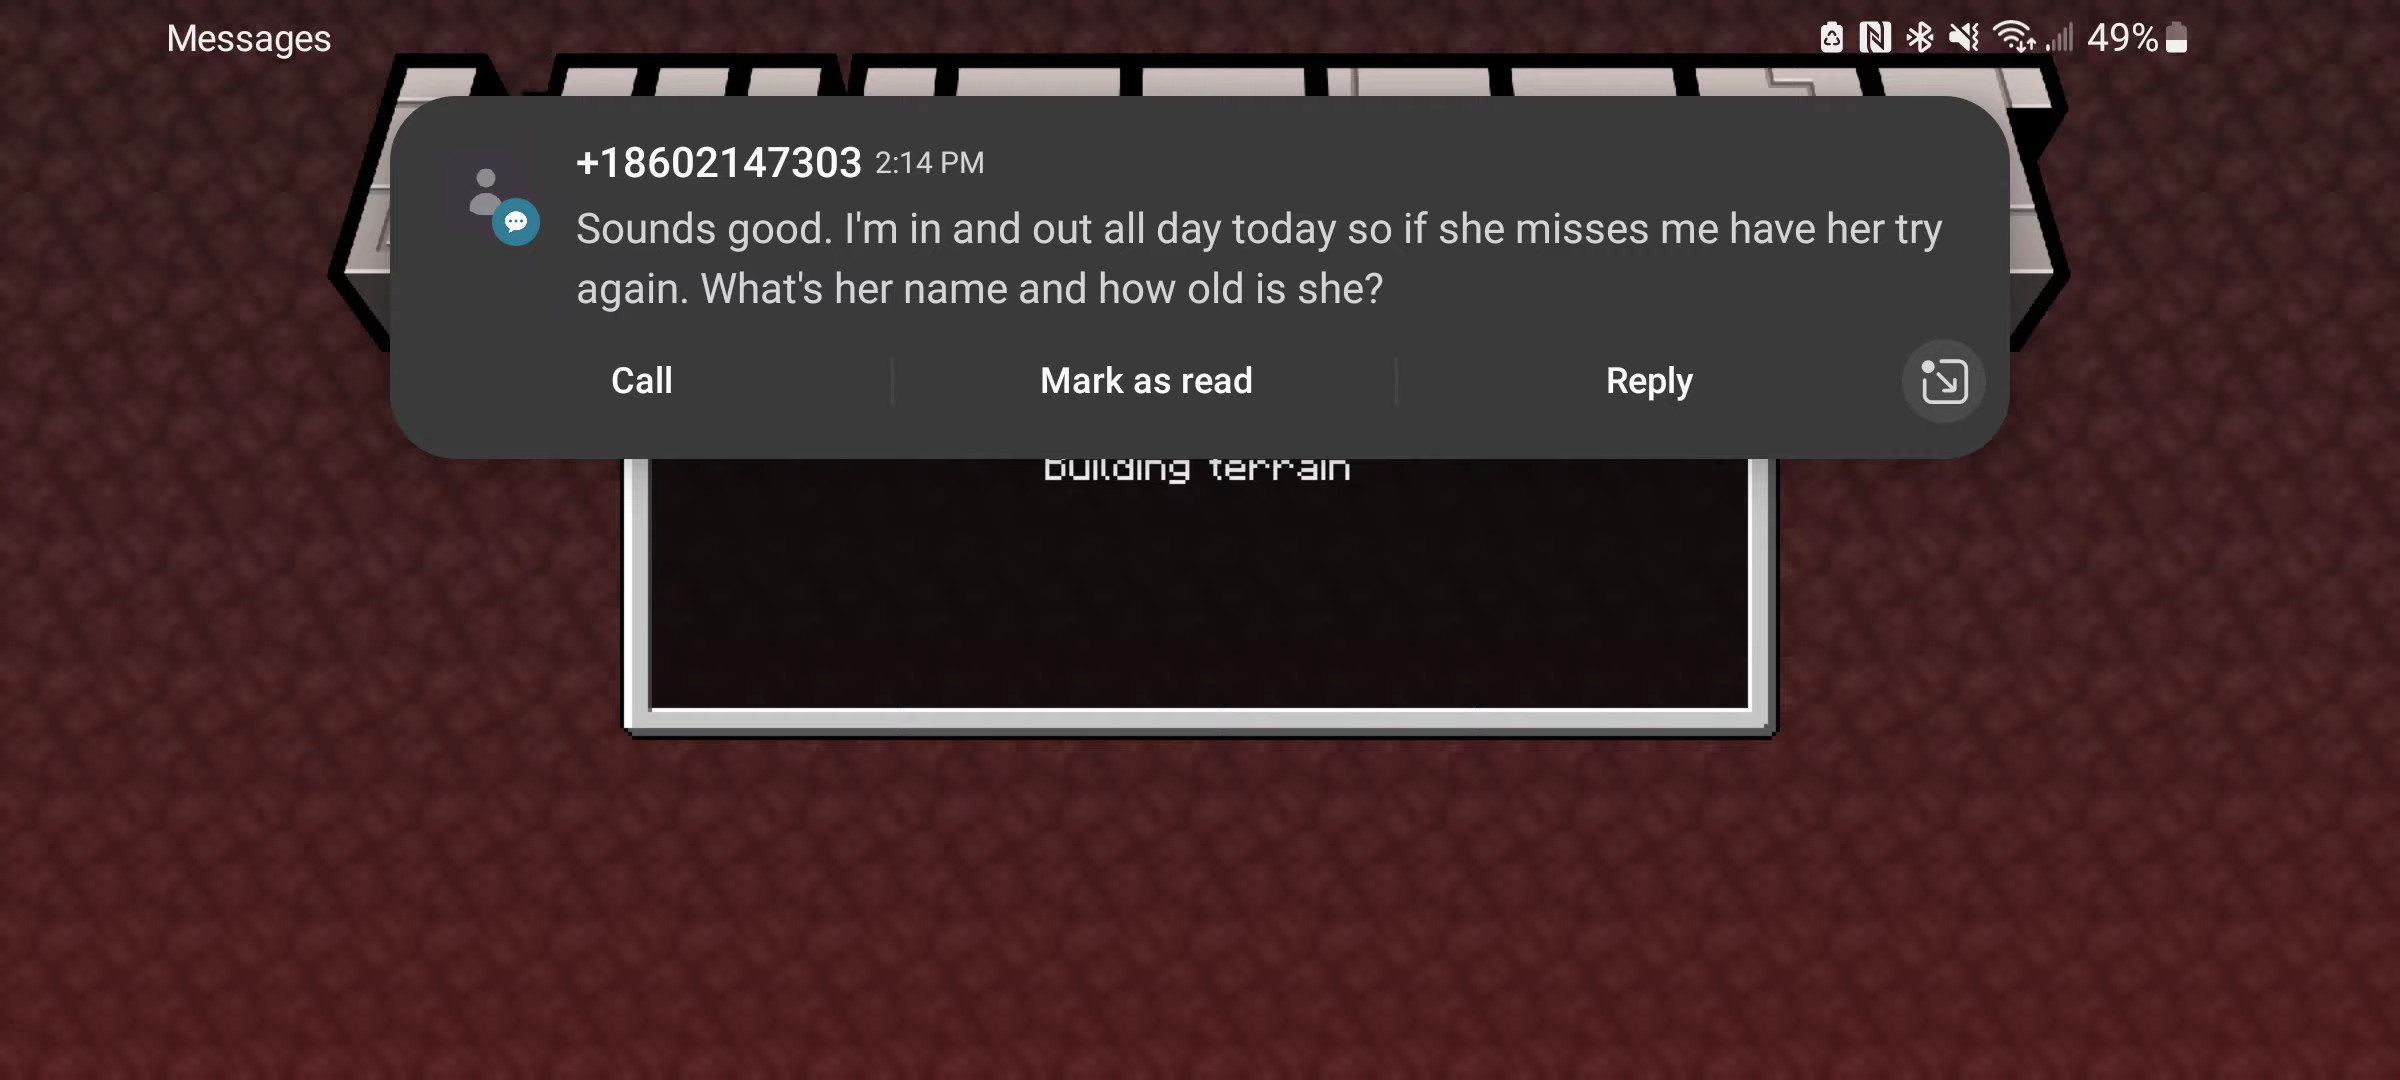 Messages
49%
+18602147303 2:14 PM
Sounds good. I'm in and out all day today so if she misses me have her try
again. What's her name and how old is she?
Call Mark as read Reply
Building terrain